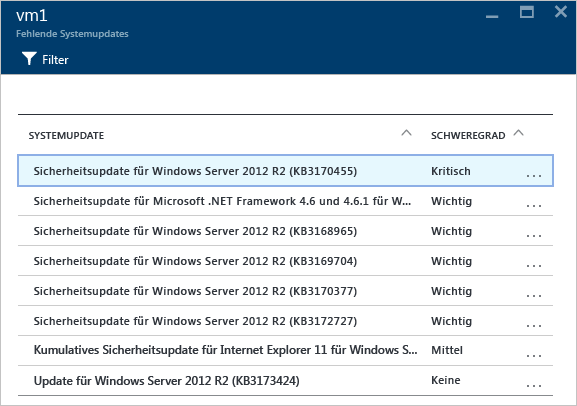 vm1
Fehlende Systemupdates
Filter
SYSTEMUPDATE SCHWEREGRAD
Sicherheitsupdate für Windows Server 2012 R2 (KB3170455) Kritisch ...
Sicherheitsupdate für Microsoft .NET Framework 4.6 und 4.6.1 für W... Wichtig ...
Sicherheitsupdate für Windows Server 2012 R2 (KB3168965) Wichtig ...
Sicherheitsupdate für Windows Server 2012 R2 (KB3169704) Wichtig ...
Sicherheitsupdate für Windows Server 2012 R2 (KB3170377) Wichtig ...
Sicherheitsupdate für Windows Server 2012 R2 (KB3172727) Wichtig ...
Kumulatives Sicherheitsupdate für Internet Explorer 11 für Windows S... Mittel ...
Update für Windows Server 2012 R2 (KB3173424) Keine ...